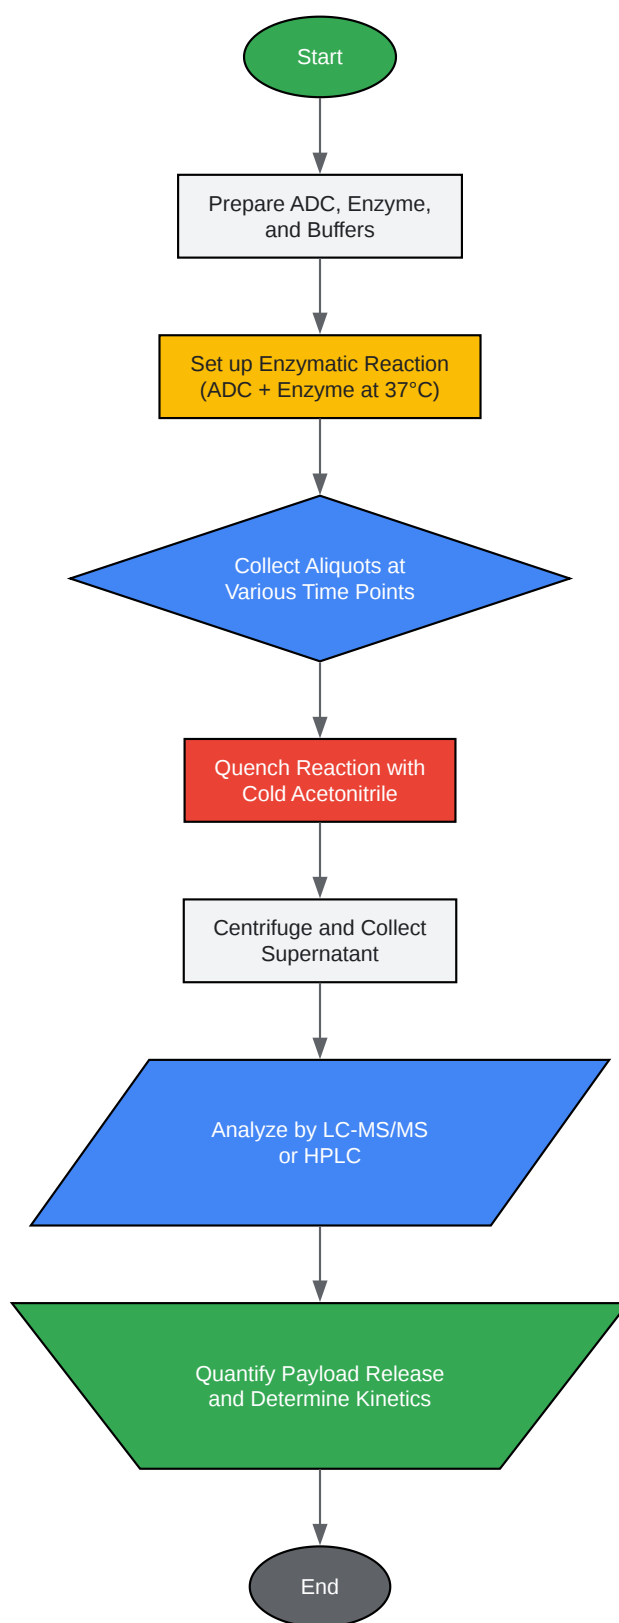 Start
Prepare ADC, Enzyme,
and Buffers
Set up Enzymatic Reaction
(ADC + Enzyme at 37°C)
Collect Aliquots at
Various Time Points
Quench Reaction with
Cold Acetonitrile
Centrifuge and Collect
Supernatant
Analyze by LC-MS/MS
or HPLC
Quantify Payload Release
and Determine Kinetics
End